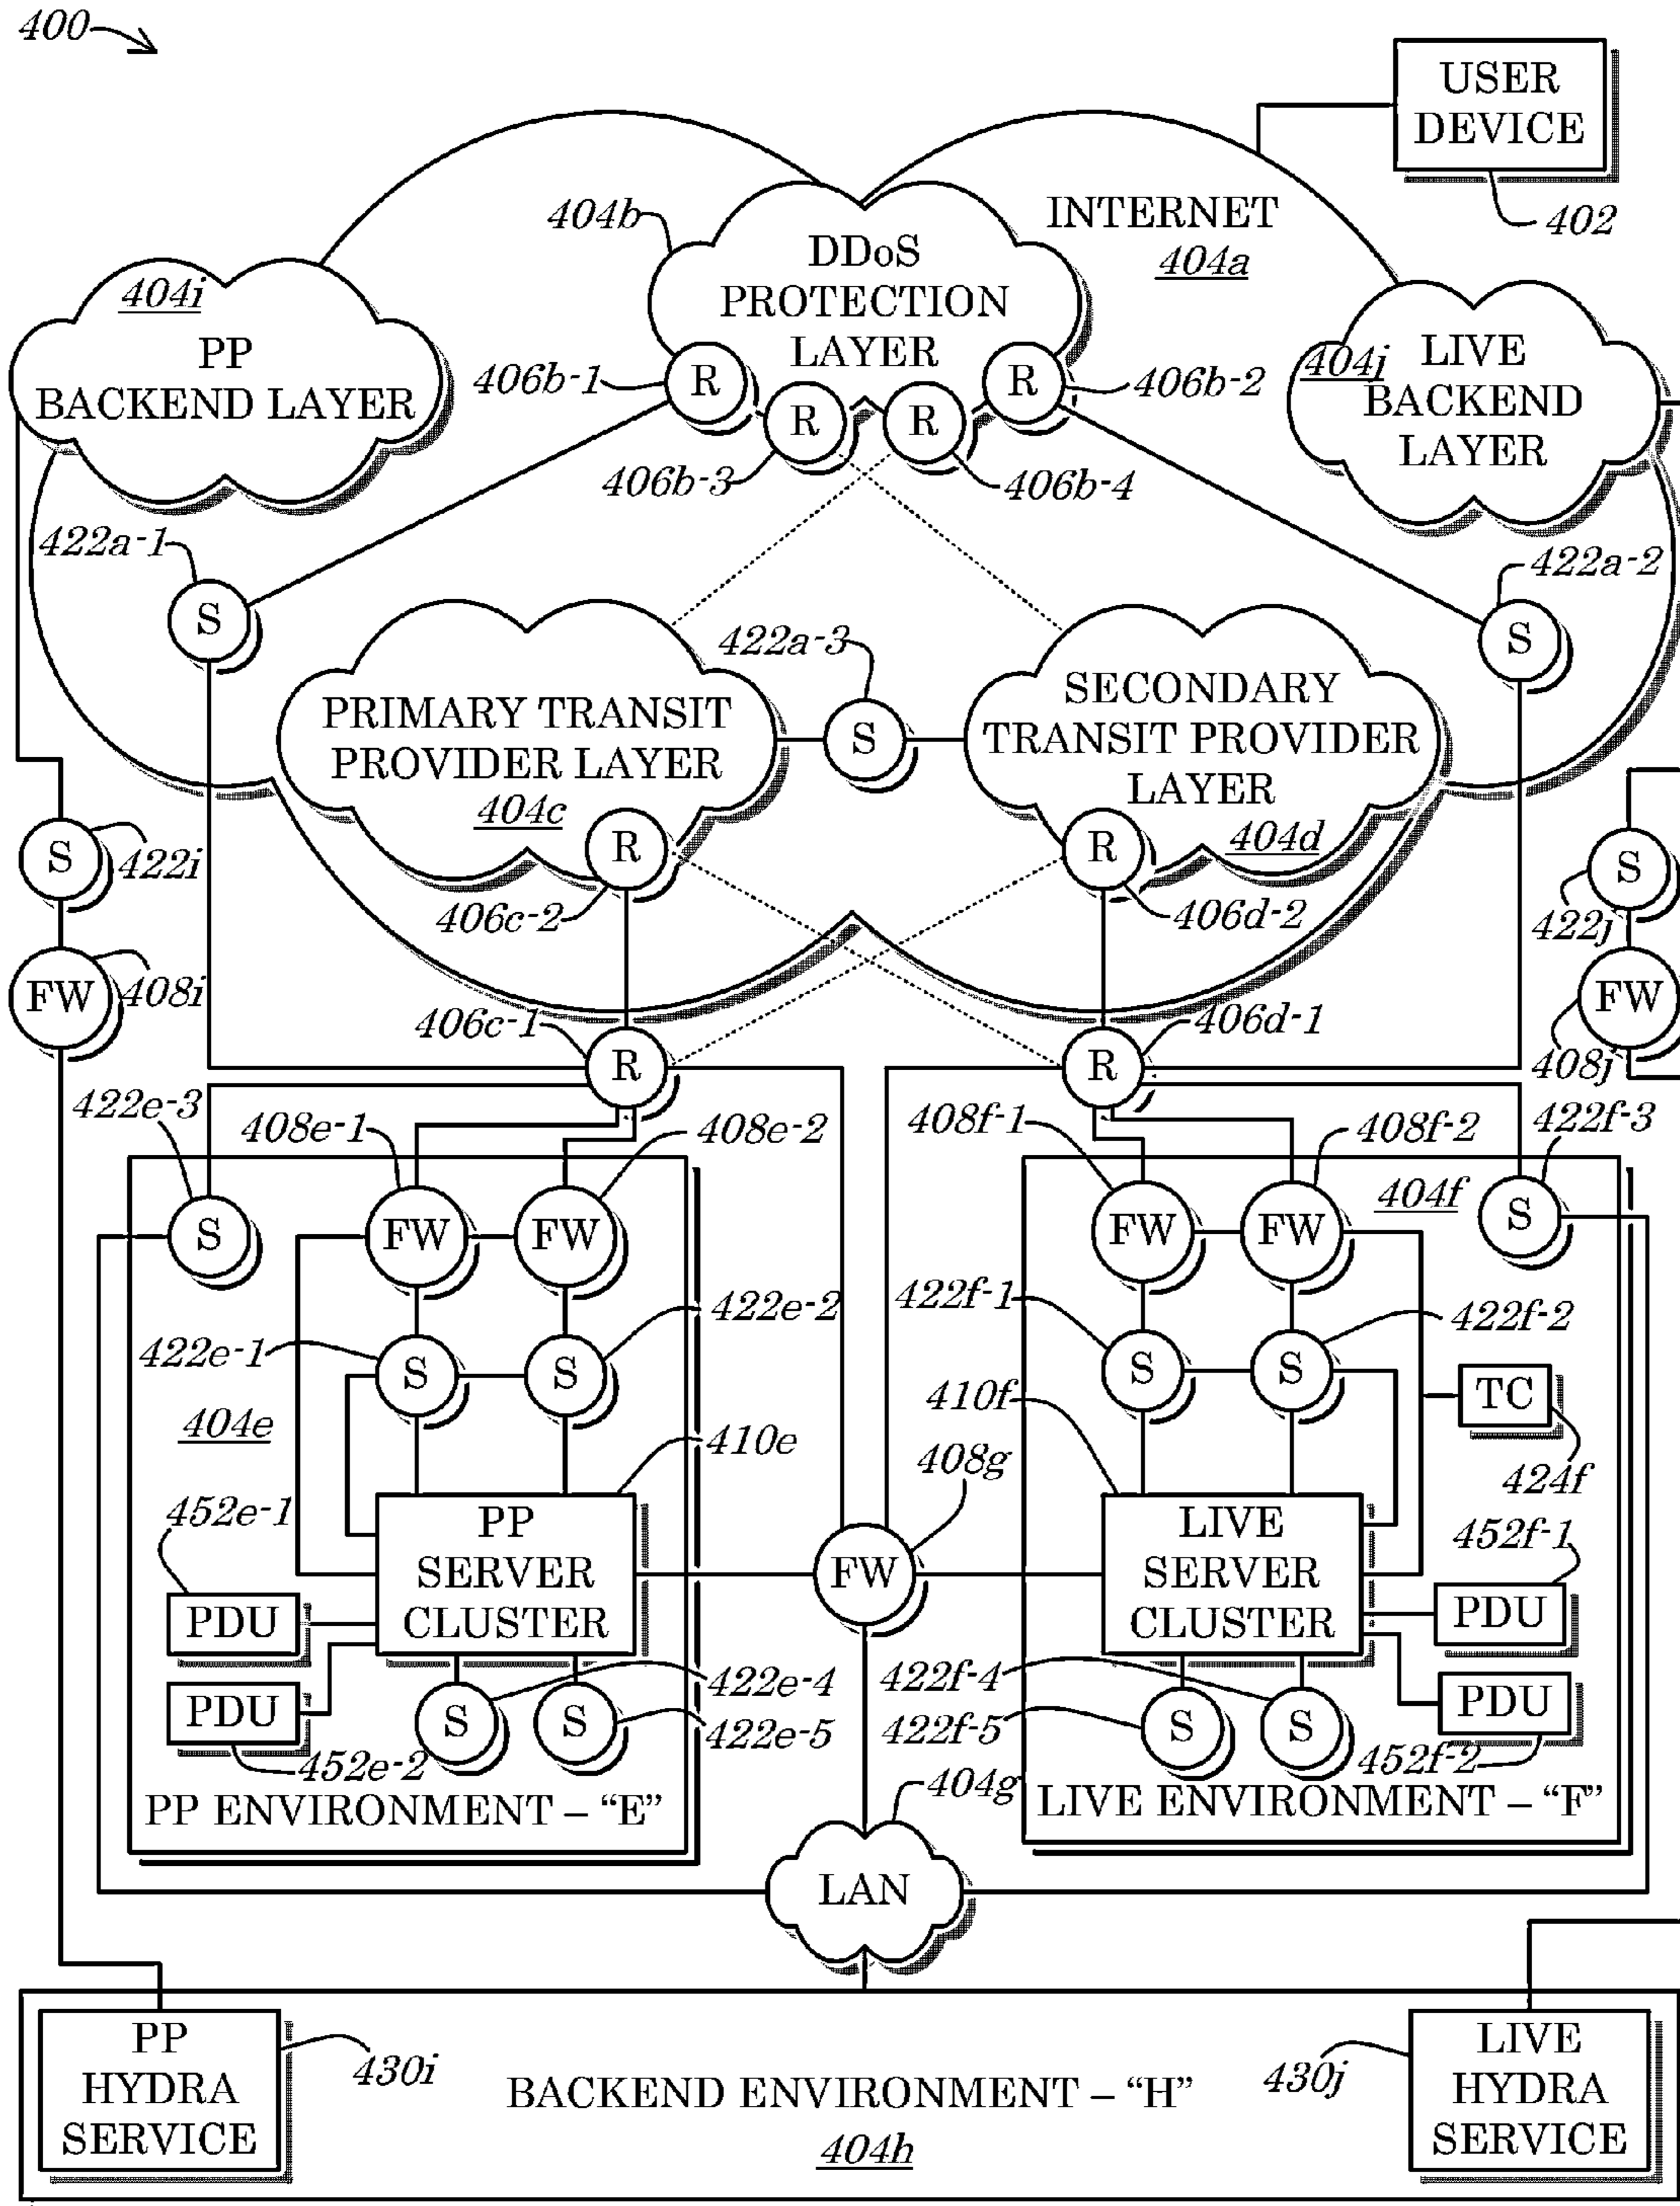 400
USER
DEVICE
402
INTERNET
404a
404b
DDoS
PROTECTION
LAYER
404i
PP
BACKEND LAYER
404j
LIVE
BACKEND
LAYER
406b-1
R
R
406b-2
R
R
406b-3
406b-4
422a-1
S
422a-2
S
422a-3
S
PRIMARY TRANSIT
PROVIDER LAYER
404c
R
SECONDARY
TRANSIT PROVIDER
LAYER
404d
R
S
422i
S
422j
406c-2
406d-2
FW
408i
FW
408j
406c-1
R
406d-1
R
422e-3
408e-1
408e-2
408f-1
408f-2
422f-3
S
FW
FW
FW
FW
404f
S
422e-1
S
S
422e-2
422f-1
S
S
422f-2
404e
410e
410f
TC
424f
408g
452e-1
PP
SERVER
CLUSTER
FW
LIVE
SERVER
CLUSTER
452f-1
PDU
PDU
PDU
PDU
S
S
422e-4
422e-5
422f-4
422f-5
S
S
452e-2
452f-2
PP ENVIRONMENT – “E”
404g
LIVE ENVIRONMENT – “F”
LAN
PP
HYDRA
SERVICE
430i
BACKEND ENVIRONMENT – “H”
404h
430j
LIVE
HYDRA
SERVICE